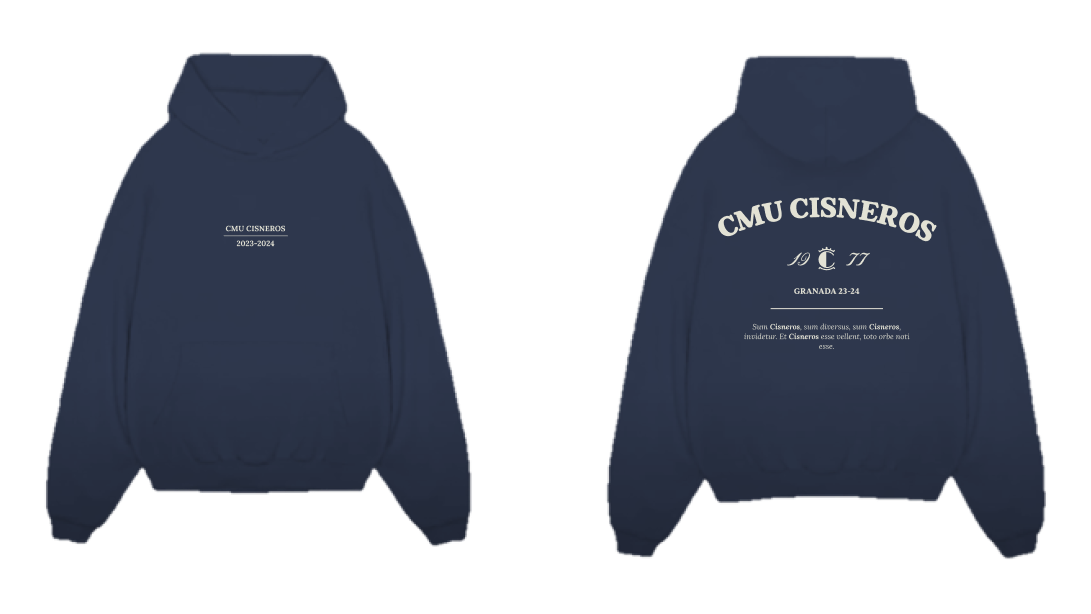 CMU CISNEROS
2023-2024
CMU CISNEROS
19 C 77
GRANADA 23-24
Sum Cisneros, sum diversus, sum Cisneros,
invidetur. Et Cisneros esse vellent, toto orbe nati
esse.